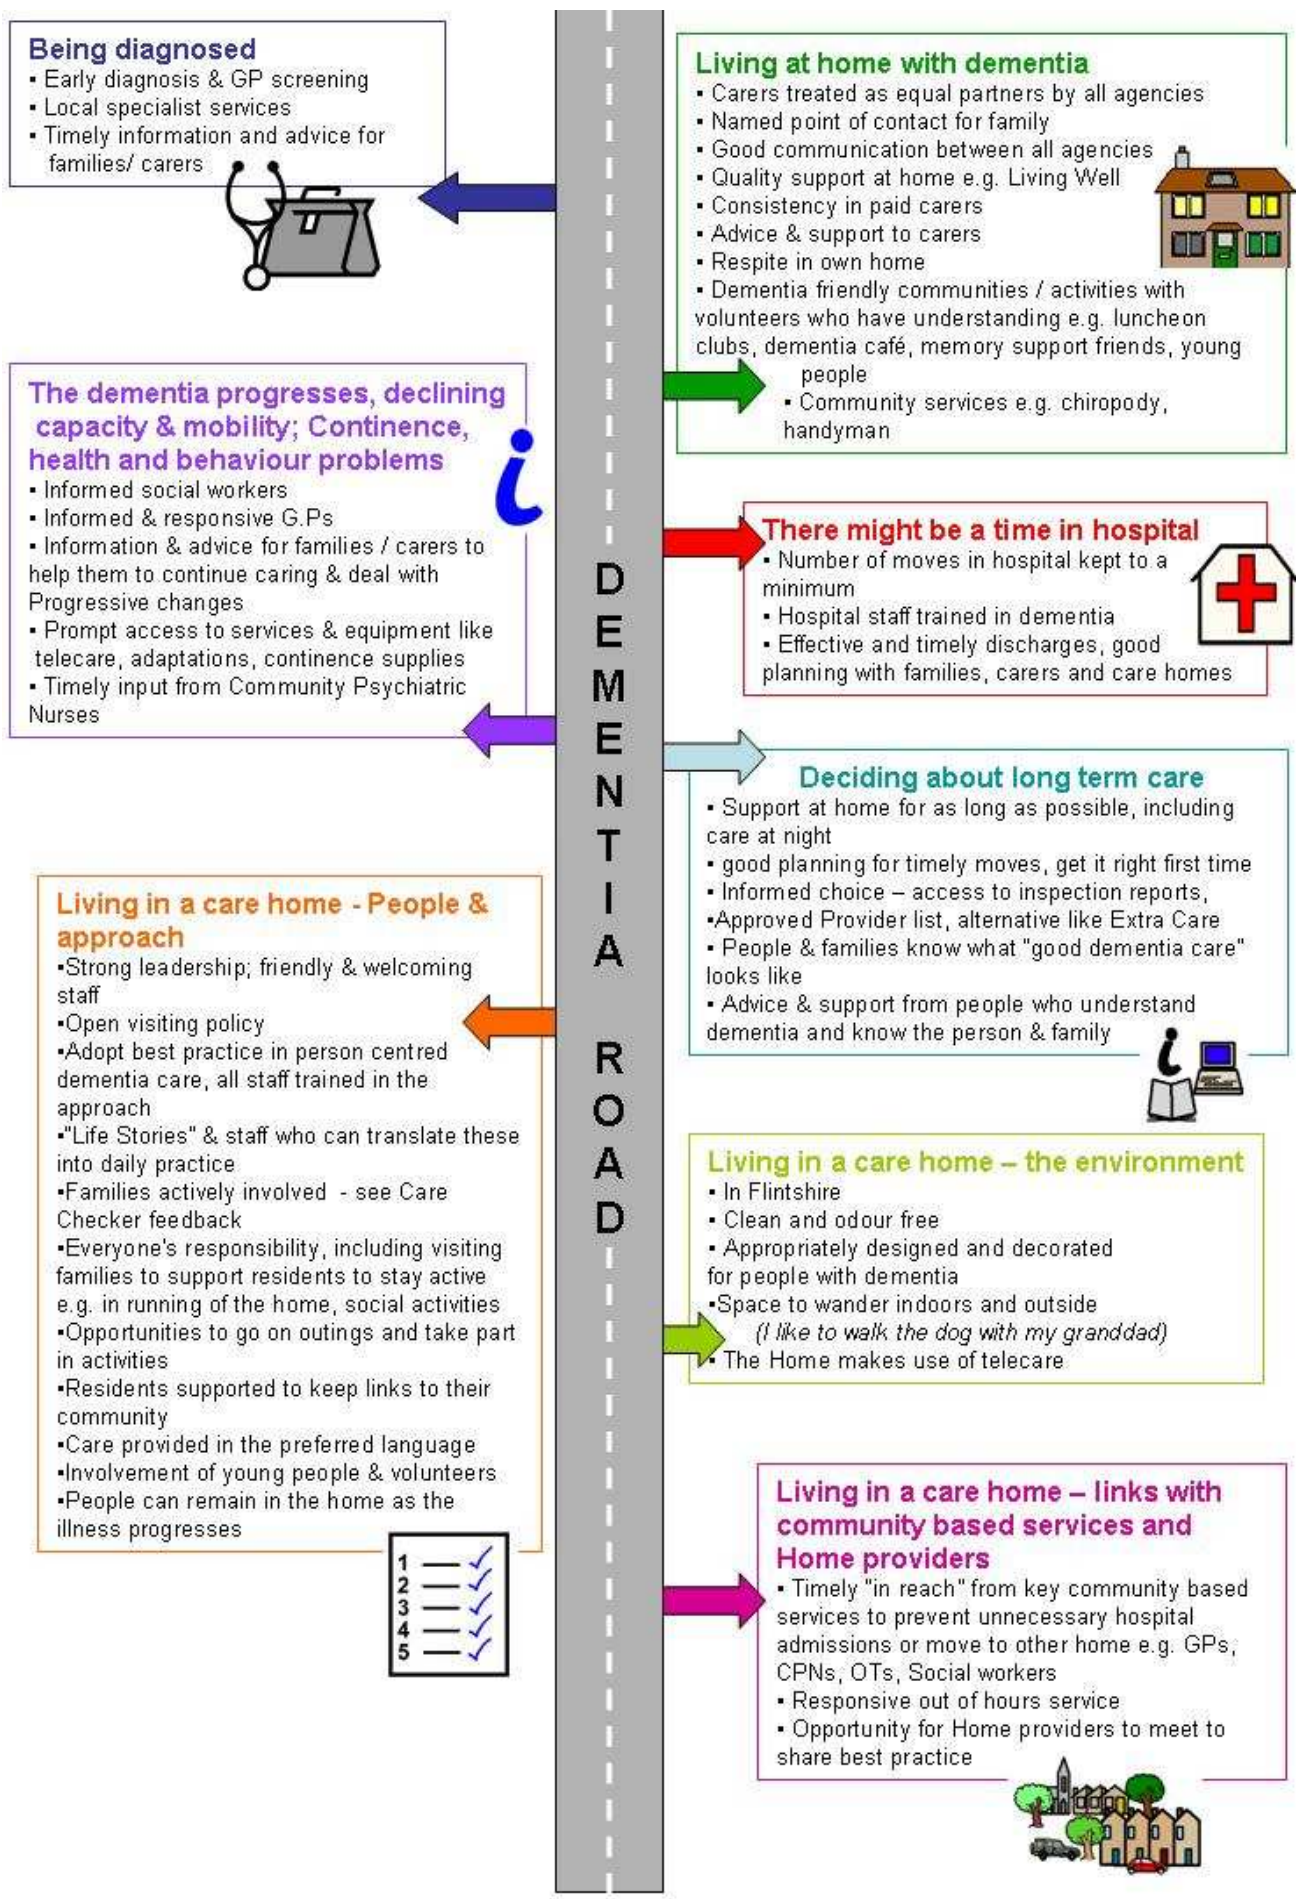 Being diagnosed
▪ Early diagnosis & GP screening
▪ Local specialist services
▪ Timely information and advice for
families/ carers
Living at home with dementia
▪ Carers treated as equal partners by all agencies
▪ Named point of contact for family
▪ Good communication between all agencies
▪ Quality support at home e.g. Living Well
▪ Consistency in paid carers
▪ Advice & support to carers
▪ Respite in own home
▪ Dementia friendly communities / activities with
volunteers who have understanding e.g. luncheon
clubs, dementia café, memory support friends, young
people
▪ Community services e.g. chiropody,
handyman
The dementia progresses, declining
capacity & mobility; Continence,
health and behaviour problems
▪ Informed social workers
▪ Informed & responsive G.Ps
▪ Information & advice for families / carers to
help them to continue caring & deal with
Progressive changes
▪ Prompt access to services & equipment like
telecare, adaptations, continence supplies
▪ Timely input from Community Psychiatric
Nurses
There might be a time in hospital
▪ Number of moves in hospital kept to a
minimum
▪ Hospital staff trained in dementia
▪ Effective and timely discharges, good
planning with families, carers and care homes
DEMENTIA ROAD
Deciding about long term care
▪ Support at home for as long as possible, including
care at night
▪ good planning for timely moves, get it right first time
▪ Informed choice – access to inspection reports,
▪Approved Provider list, alternative like Extra Care
▪ People & families know what "good dementia care"
looks like
▪ Advice & support from people who understand
dementia and know the person & family
Living in a care home - People &
approach
▪Strong leadership; friendly & welcoming
staff
▪Open visiting policy
▪Adopt best practice in person centred
dementia care, all staff trained in the
approach
▪"Life Stories" & staff who can translate these
into daily practice
▪Families actively involved - see Care
Checker feedback
▪Everyone's responsibility, including visiting
families to support residents to stay active
e.g. in running of the home, social activities
▪Opportunities to go on outings and take part
in activities
▪Residents supported to keep links to their
community
▪Care provided in the preferred language
▪Involvement of young people & volunteers
▪People can remain in the home as the
illness progresses
1
2
3
4
5
Living in a care home – the environment
▪ In Flintshire
▪ Clean and odour free
▪ Appropriately designed and decorated
for people with dementia
▪Space to wander indoors and outside
(I like to walk the dog with my granddad)
▪ The Home makes use of telecare
Living in a care home – links with
community based services and
Home providers
▪ Timely "in reach" from key community based
services to prevent unnecessary hospital
admissions or move to other home e.g. GPs,
CPNs, OTs, Social workers
▪ Responsive out of hours service
▪ Opportunity for Home providers to meet to
share best practice